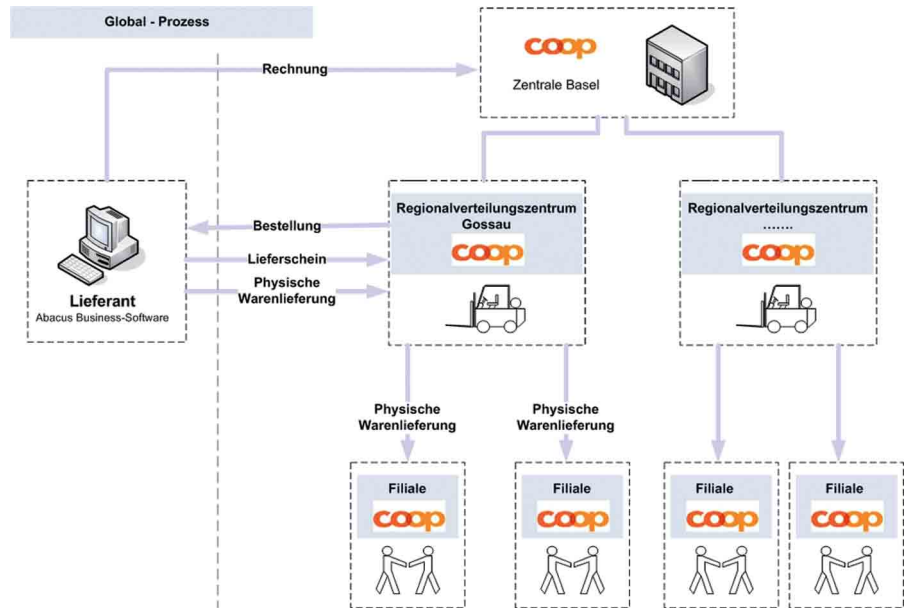 Global - Prozess
coop
Rechnung
Zentrale Basel
Regionalverteilungszentrum
Gossau
coop
Regionalverteilungszentrum
.......
coop
Bestellung
Lieferschein
Physische
Warenlieferung
Lieferant
Abacus Business-Software
Physische
Warenlieferung
Physische
Warenlieferung
Filiale
coop
Filiale
coop
Filiale
coop
Filiale
coop